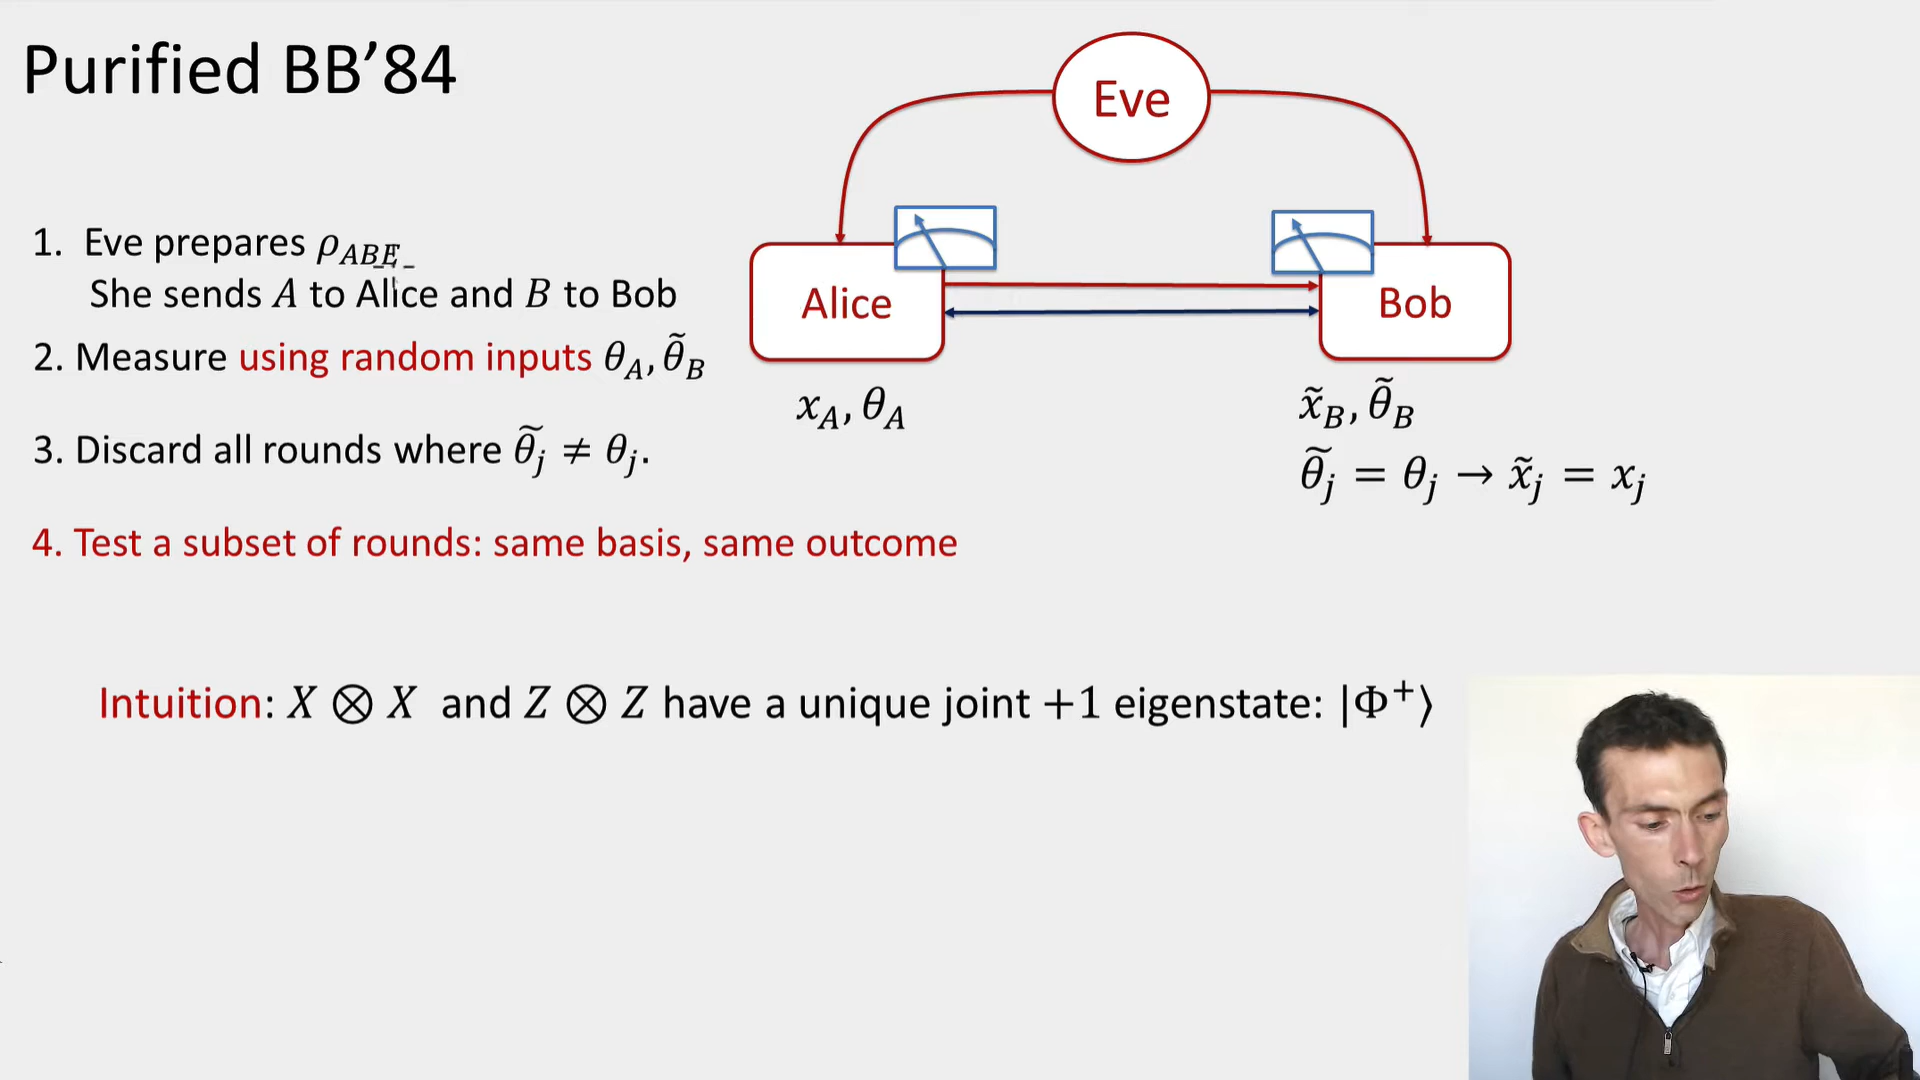 Purified BB’84
Eve
1. Eve prepares ρ_ABE
She sends A to Alice and B to Bob
2. Measure using random inputs θ_A, θ̃_B
3. Discard all rounds where θ̃_j ≠ θ_j.
4. Test a subset of rounds: same basis, same outcome
Alice
Bob
x_A, θ_A
x̃_B, θ̃_B
θ̃_j = θ_j → x̃_j = x_j
Intuition: X ⊗ X and Z ⊗ Z have a unique joint +1 eigenstate: |Φ⁺⟩